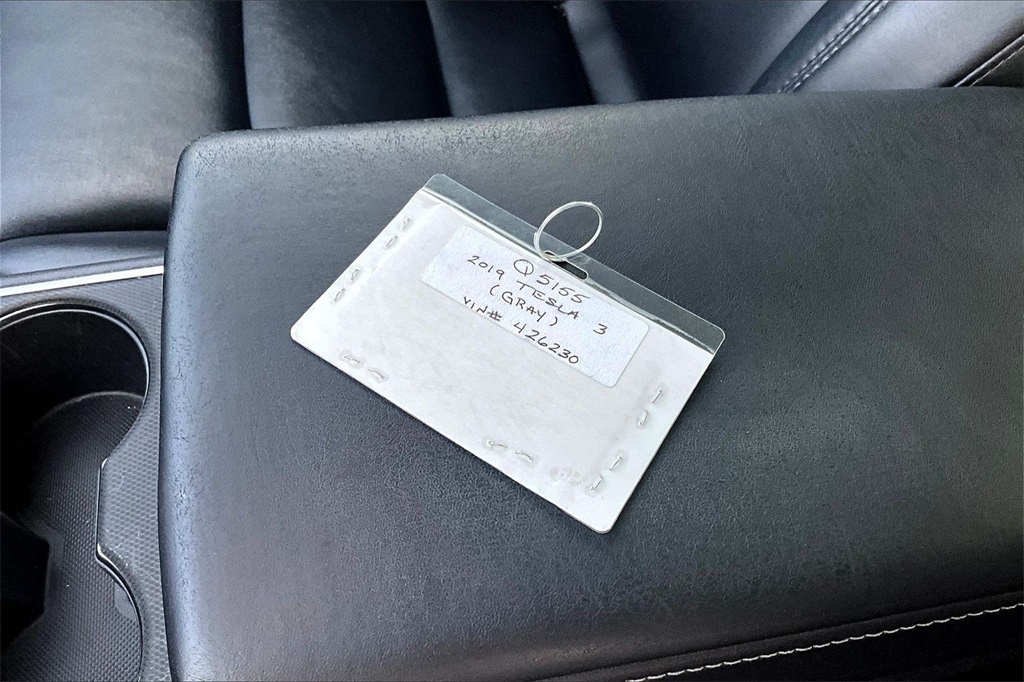 Q5155
2019 TESLA 3
(GRAY)
VIN# 426230